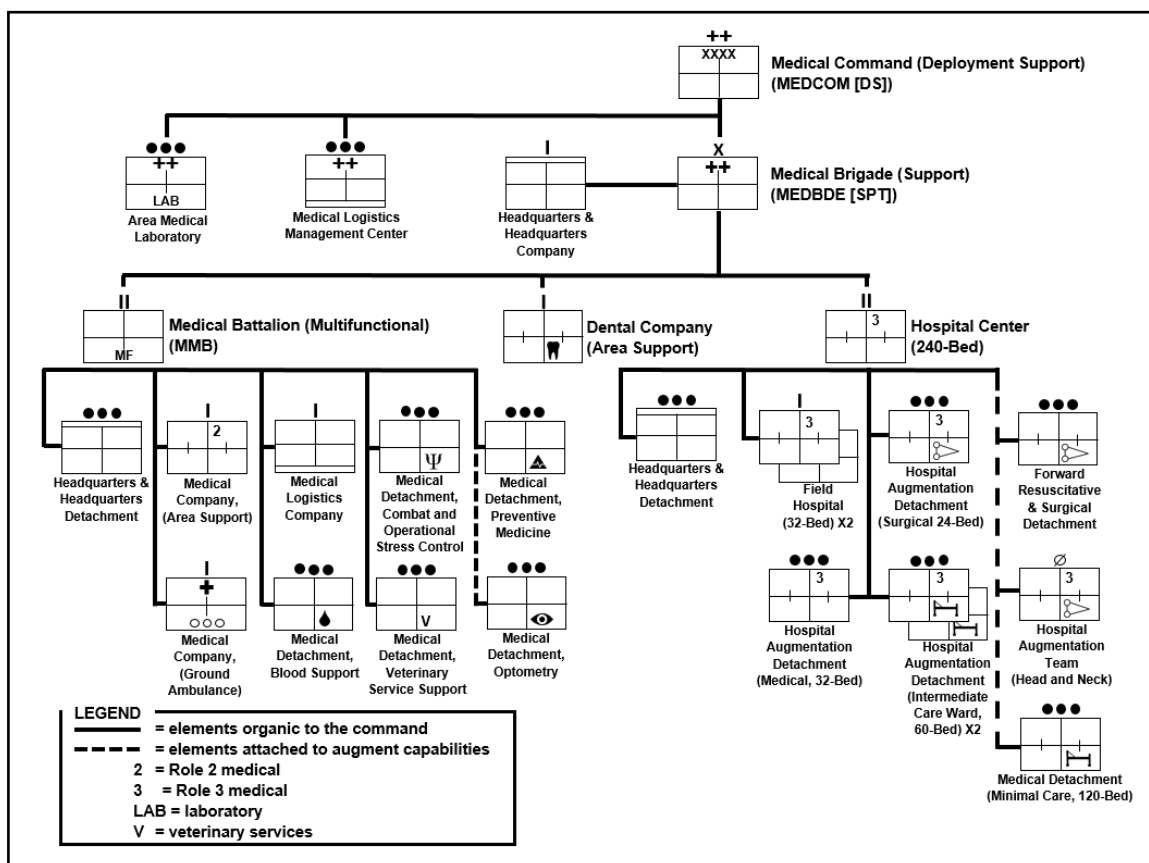 ++
XXXX
Medical Command (Deployment Support)
(MEDCOM [DS])
++
LAB
Area Medical
Laboratory
++
Medical Logistics
Management Center
I
Headquarters &
Headquarters
Company
X
++
Medical Brigade (Support)
(MEDBDE [SPT])
II
MF
Medical Battalion (Multifunctional)
(MMB)
I
Dental Company
(Area Support)
II
3
Hospital Center
(240-Bed)
Headquarters &
Headquarters
Detachment
I
2
Medical
Company,
(Area Support)
I
Medical
Logistics
Company
Ψ
Medical
Detachment,
Combat and
Operational
Stress Control
Medical
Detachment,
Preventive
Medicine
Headquarters &
Headquarters
Detachment
I
3
Field
Hospital
(32-Bed) X2
3
Hospital
Augmentation
Detachment
(Surgical 24-Bed)
Forward
Resuscitative
& Surgical
Detachment
I
Medical
Company,
(Ground
Ambulance)
Medical
Detachment,
Blood Support
V
Medical
Detachment,
Veterinary
Service Support
Medical
Detachment,
Optometry
3
Hospital
Augmentation
Detachment
(Medical, 32-Bed)
3
Hospital
Augmentation
Detachment
(Intermediate
Care Ward,
60-Bed) X2
Ø
3
Hospital
Augmentation
Team
(Head and Neck)
Medical Detachment
(Minimal Care, 120-Bed)
LEGEND
= elements organic to the command
= elements attached to augment capabilities
2 = Role 2 medical
3 = Role 3 medical
LAB = laboratory
V = veterinary services